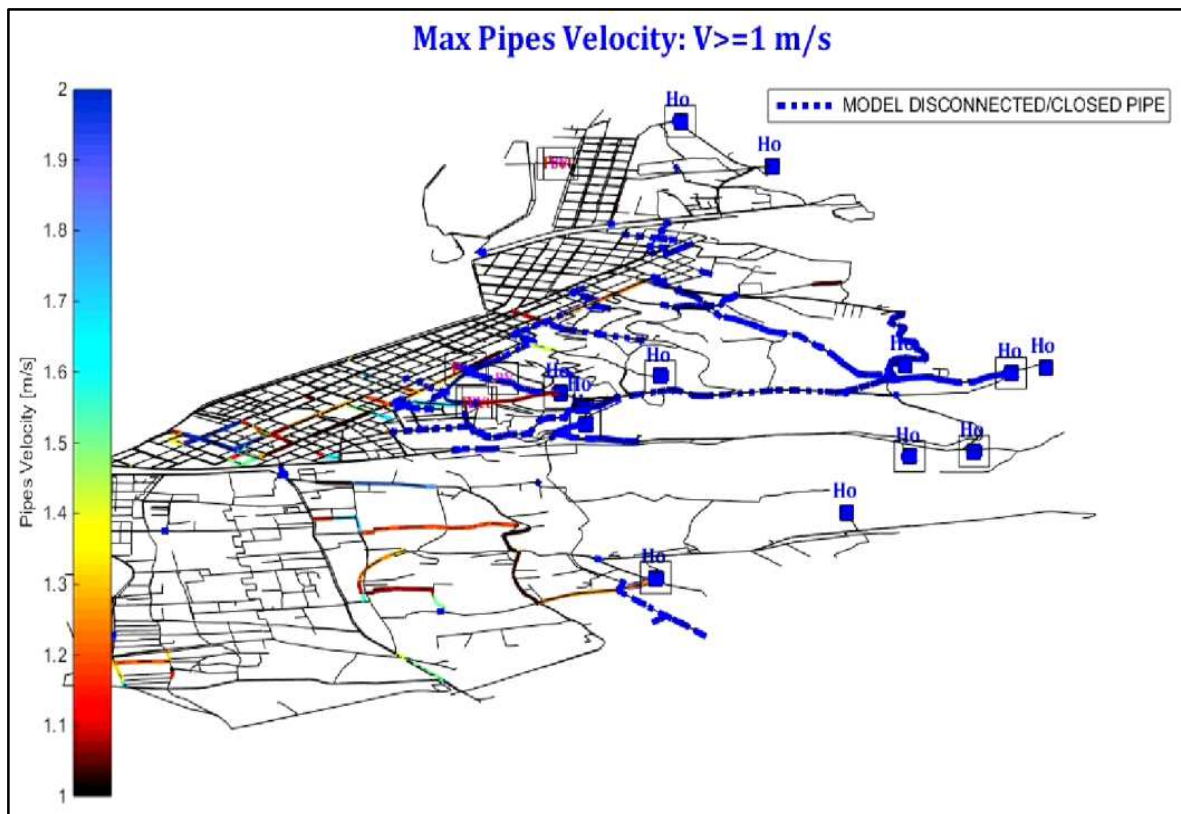 Max Pipes Velocity: V>=1 m/s
MODEL DISCONNECTED/CLOSED PIPE
Pipes Velocity [m/s]
2
1.9
1.8
1.7
1.6
1.5
1.4
1.3
1.2
1.1
1
Ho
Ho
Ho
Ho
Ho
Ho
Ho
Ho
Ho
Ho
Ho
Ho